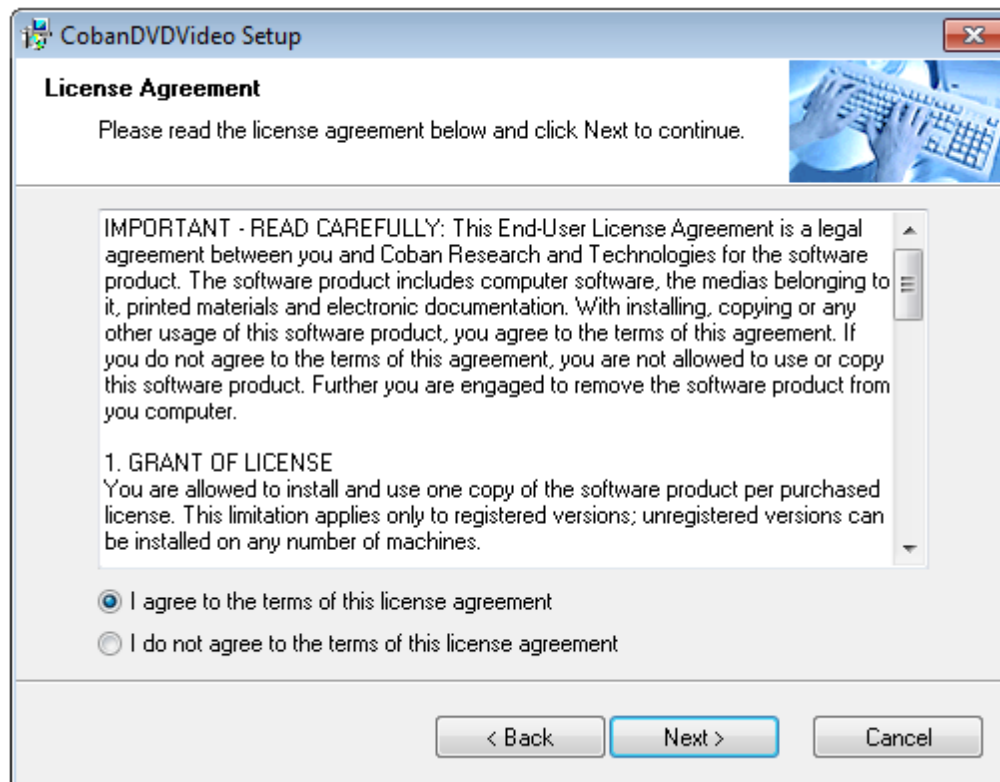 CobanDVDVideo Setup
License Agreement
Please read the license agreement below and click Next to continue.
IMPORTANT - READ CAREFULLY: This End-User License Agreement is a legal
agreement between you and Coban Research and Technologies for the software
product. The software product includes computer software, the medias belonging to
it, printed materials and electronic documentation. With installing, copying or any
other usage of this software product, you agree to the terms of this agreement. If
you do not agree to the terms of this agreement, you are not allowed to use or copy
this software product. Further you are engaged to remove the software product from
you computer.
1. GRANT OF LICENSE
You are allowed to install and use one copy of the software product per purchased
license. This limitation applies only to registered versions; unregistered versions can
be installed on any number of machines.
I agree to the terms of this license agreement
I do not agree to the terms of this license agreement
< Back Next > Cancel